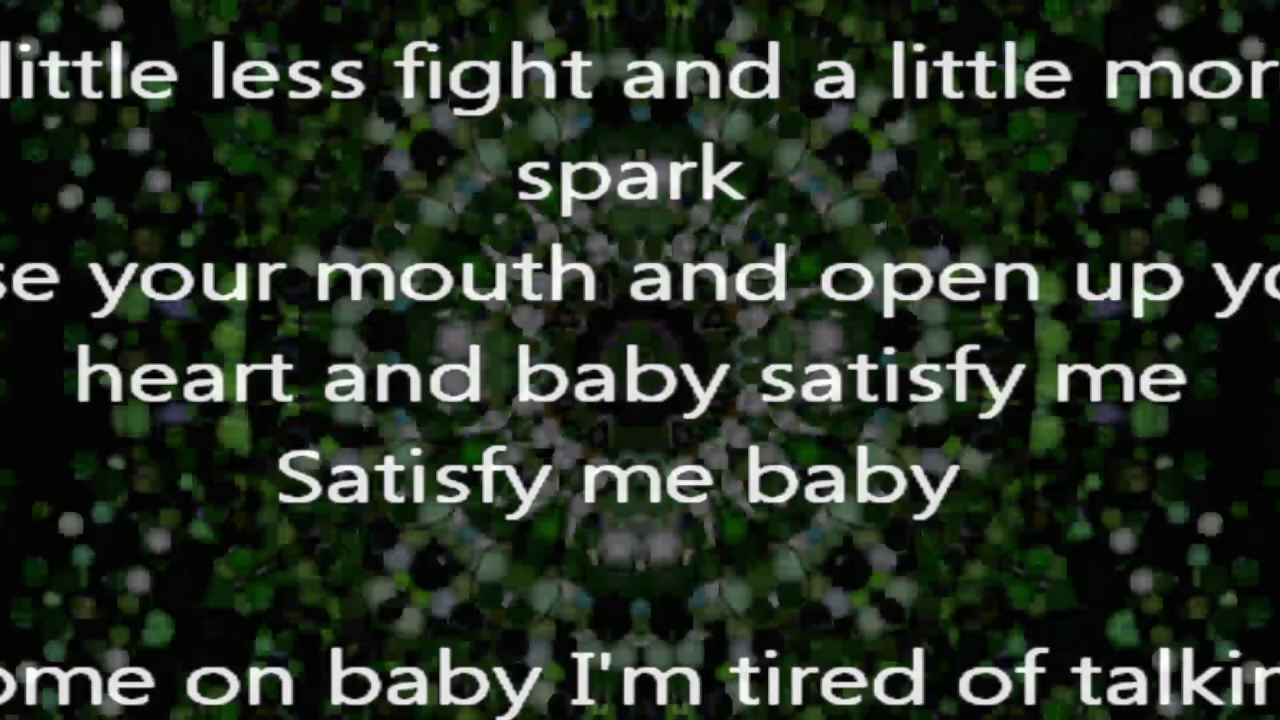 little less fight and a little mor
spark
se your mouth and open up yo
heart and baby satisfy me
Satisfy me baby
ome on baby I'm tired of talkin